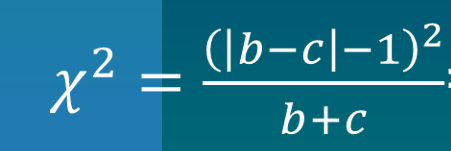 χ² = (|b−c|−1)² / b+c